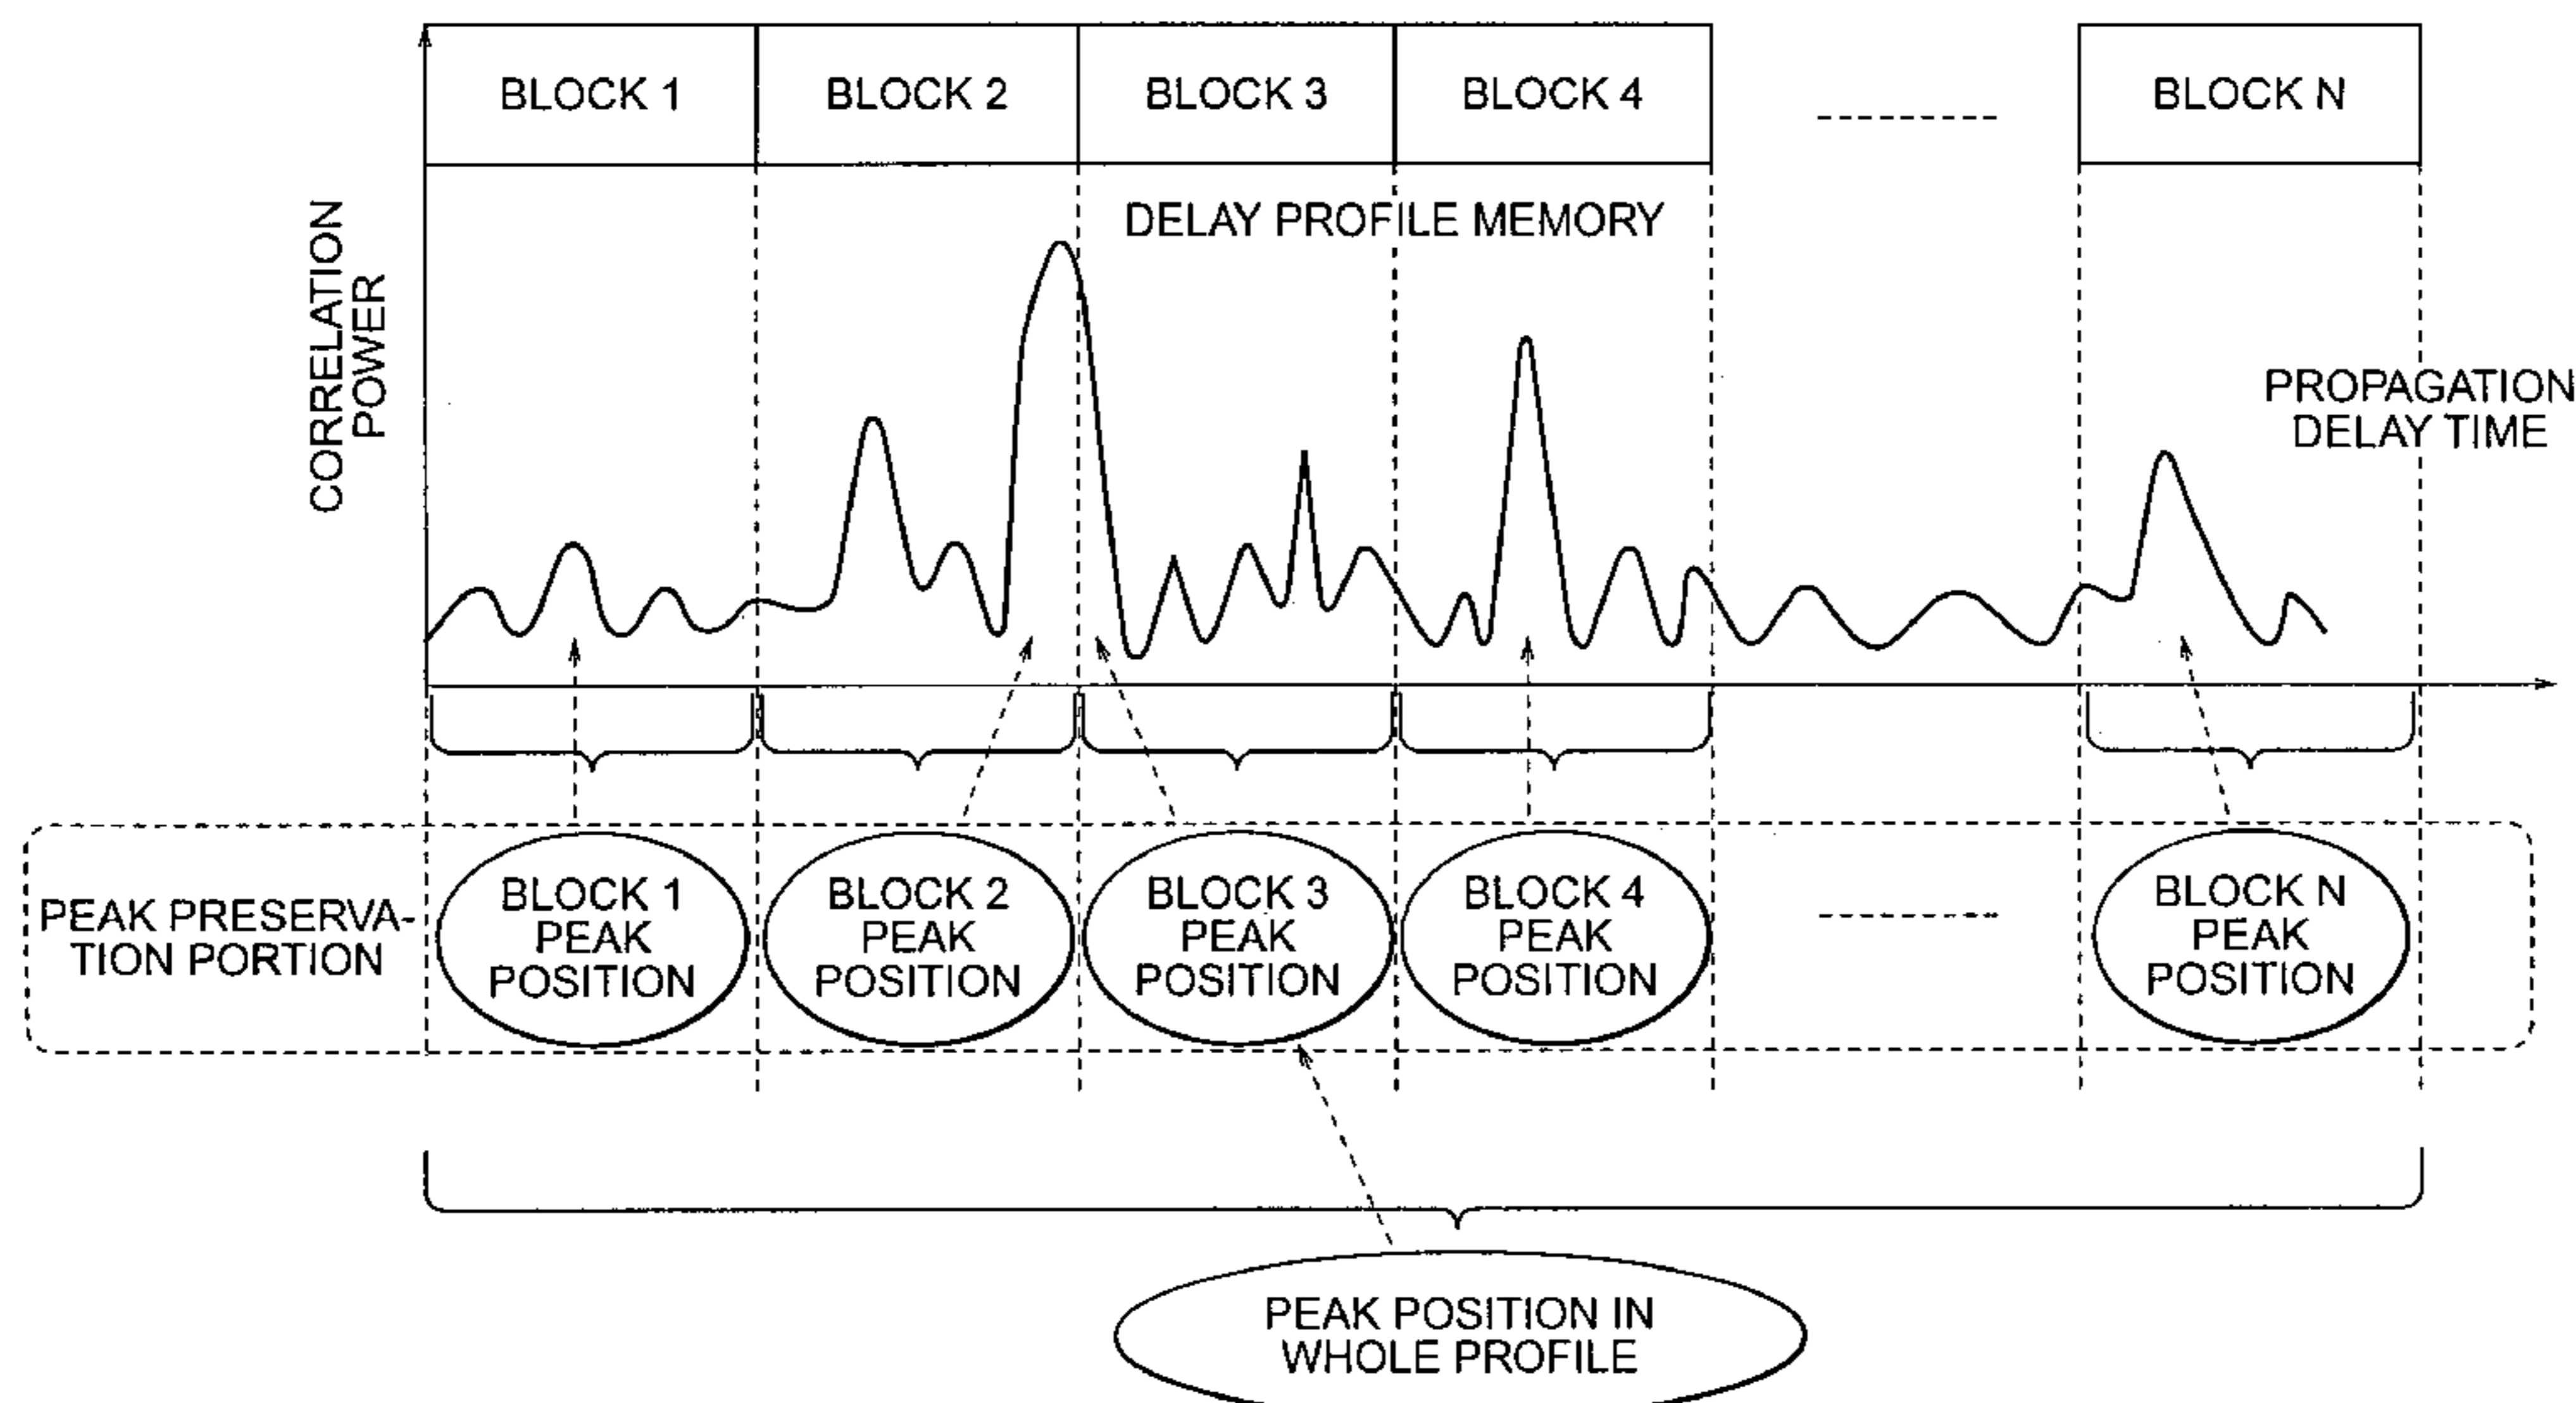 BLOCK 1
BLOCK 2
BLOCK 3
BLOCK 4
BLOCK N
DELAY PROFILE MEMORY
CORRELATION
POWER
PROPAGATION
DELAY TIME
PEAK PRESERVA-
TION PORTION
BLOCK 1
PEAK
POSITION
BLOCK 2
PEAK
POSITION
BLOCK 3
PEAK
POSITION
BLOCK 4
PEAK
POSITION
BLOCK N
PEAK
POSITION
PEAK POSITION IN
WHOLE PROFILE